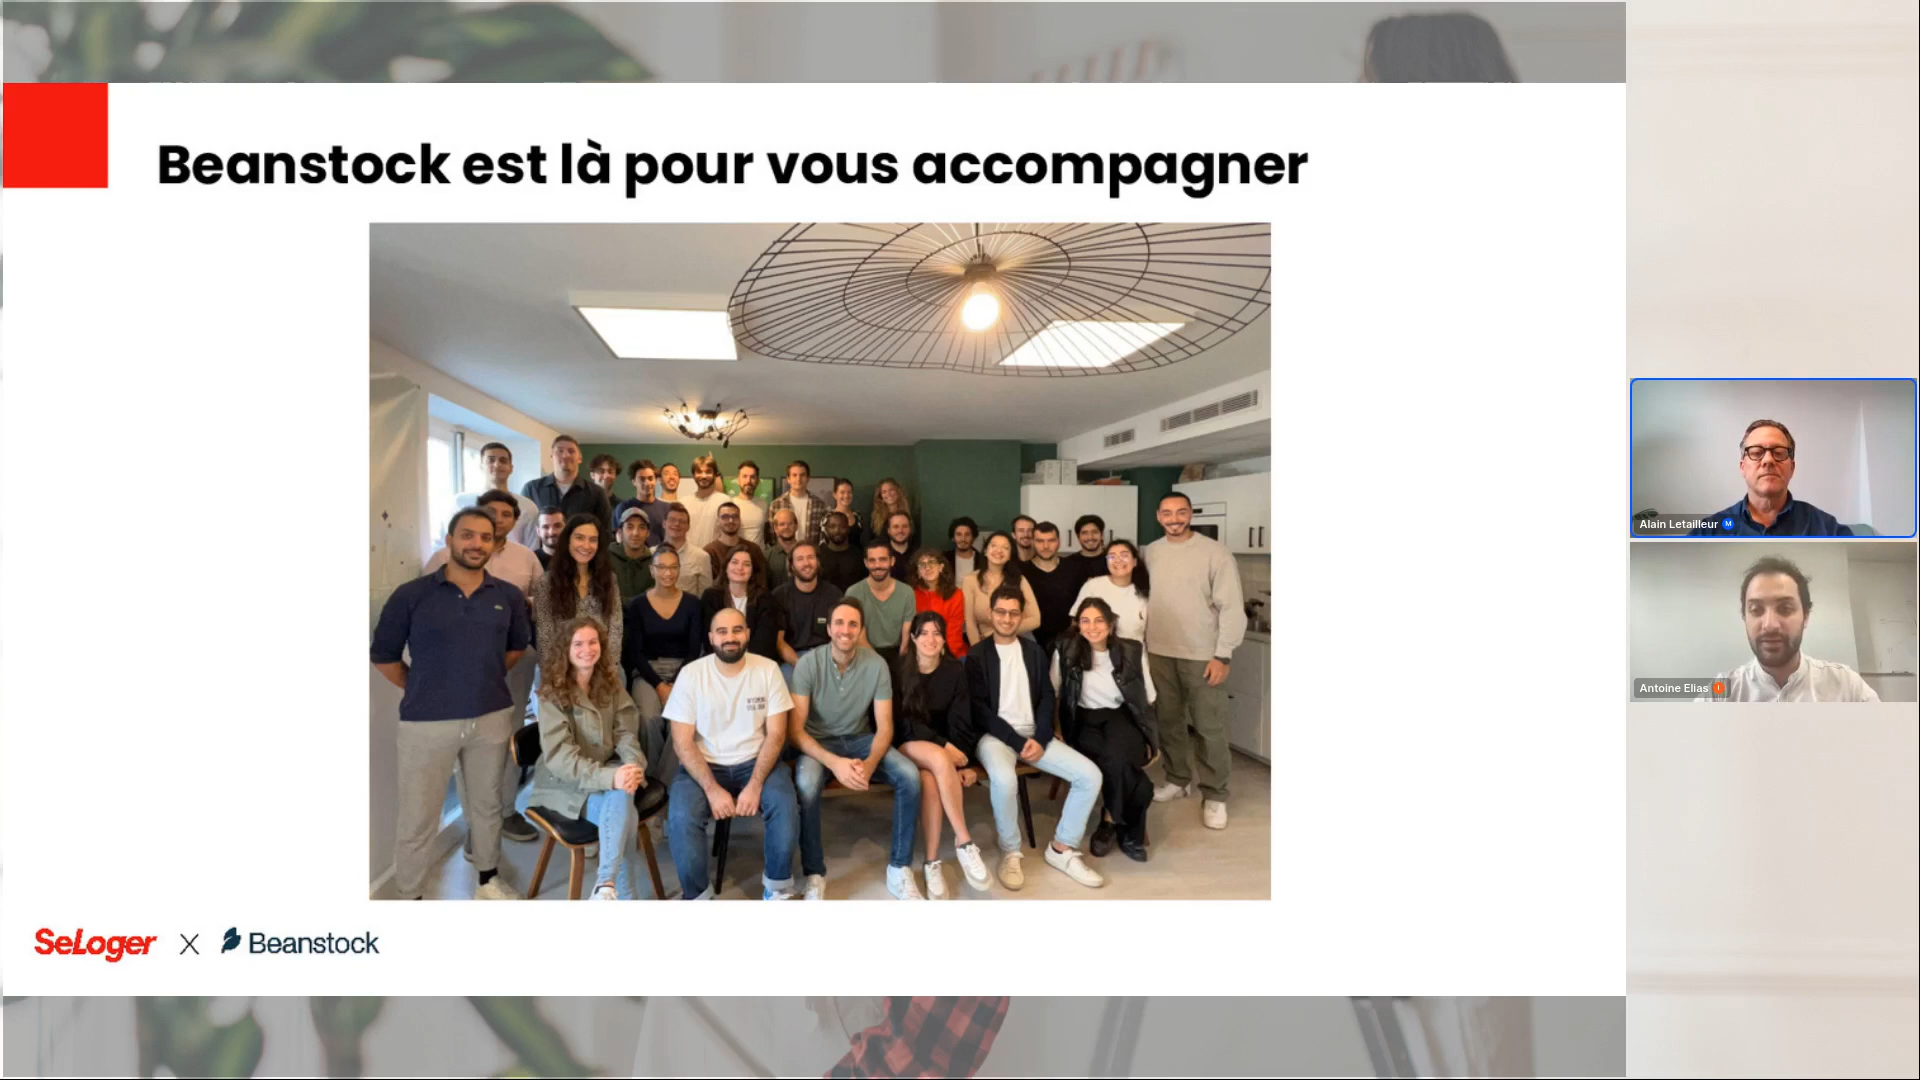 Beanstock est là pour vous accompagner
SeLoger X Beanstock
Alain Letailleur M
Antoine Elias